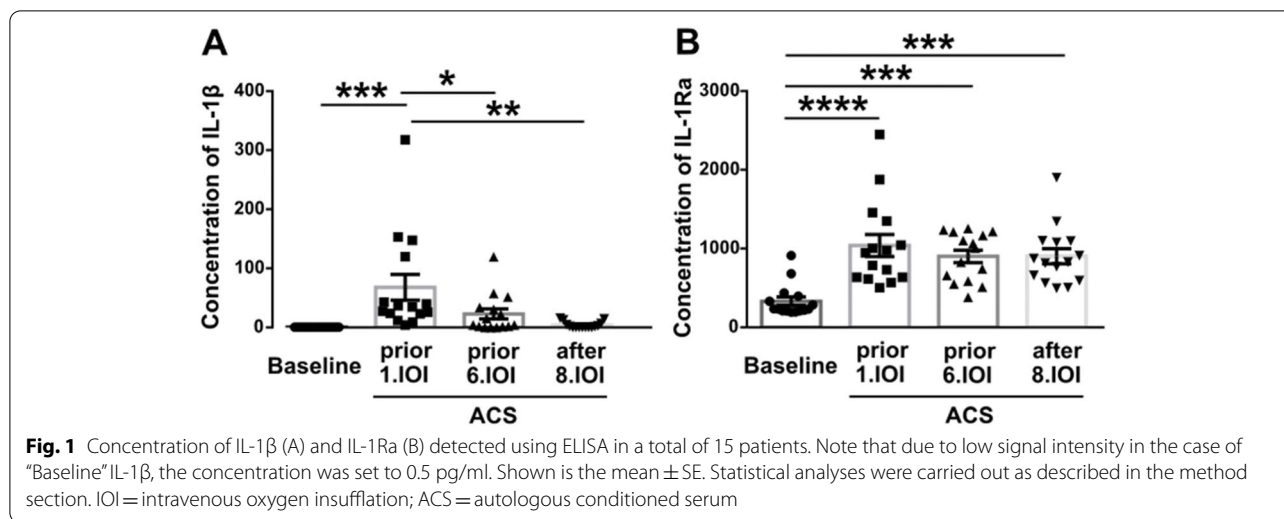 A
B
Concentration of IL-1β
400
300
200
100
0
***
*
**
Baseline
prior
1.IOI
prior
6.IOI
after
8.IOI
ACS
Concentration of IL-1Ra
3000
2000
1000
0
***
***
****
Baseline
prior
1.IOI
prior
6.IOI
after
8.IOI
ACS
Fig. 1 Concentration of IL-1β (A) and IL-1Ra (B) detected using ELISA in a total of 15 patients. Note that due to low signal intensity in the case of
“Baseline” IL-1β, the concentration was set to 0.5 pg/ml. Shown is the mean ± SE. Statistical analyses were carried out as described in the method
section. IOI = intravenous oxygen insufflation; ACS = autologous conditioned serum